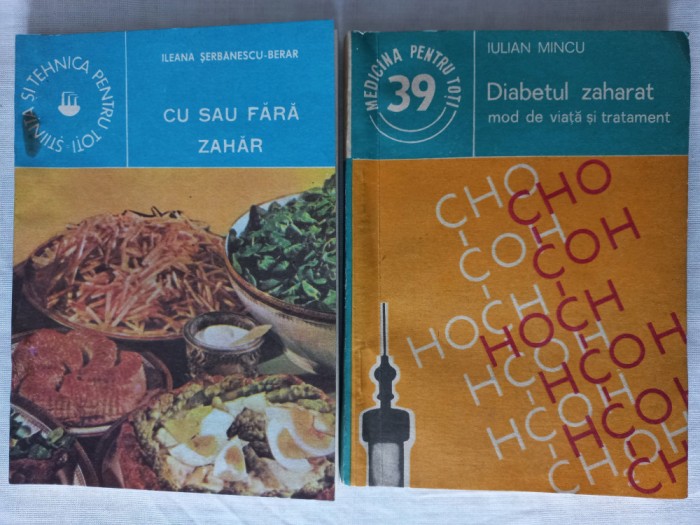 ȘTIINȚA ȘI TEHNICA PENTRU TOȚI
ILEANA ȘERBĂNESCU-BERAR
CU SAU FĂRĂ
ZAHĂR
MEDICINA PENTRU TOȚI
39
IULIAN MINCU
Diabetul zaharat
mod de viață și tratament
CHO
CHO
COH
COH
HOCH
HOCH
HCOH
HCOH
HCOH
HCOH
CH₂OH
CH